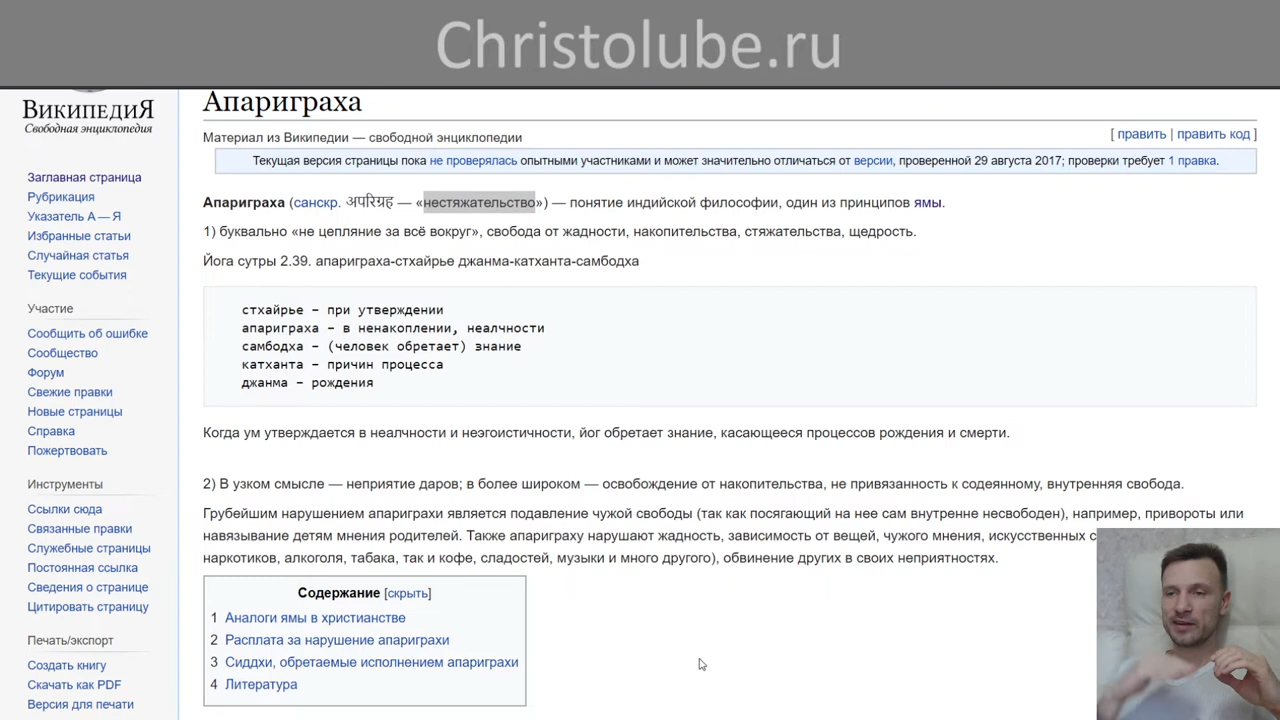 Christolube.ru
ВИКИПЕДИЯ
Свободная энциклопедия
Заглавная страница
Рубрикация
Указатель А — Я
Избранные статьи
Случайная статья
Текущие события
Участие
Сообщить об ошибке
Сообщество
Форум
Свежие правки
Новые страницы
Справка
Пожертвовать
Инструменты
Ссылки сюда
Связанные правки
Служебные страницы
Постоянная ссылка
Сведения о странице
Цитировать страницу
Печать/экспорт
Создать книгу
Скачать как PDF
Версия для печати
Апариграха
Материал из Википедии — свободной энциклопедии
[ править | править код ]
Текущая версия страницы пока не проверялась опытными участниками и может значительно отличаться от версии, проверенной 29 августа 2017; проверки требует 1 правка.
Апариграха (санскр. अपरिग्रह — «нестяжательство») — понятие индийской философии, один из принципов ямы.
1) буквально «не цепляние за всё вокруг», свобода от жадности, накопительства, стяжательства, щедрость.
Йога сутры 2.39. апариграха-стхайрье джанма-катханта-самбодха
стхайрье – при утверждении
апариграха – в ненакоплении, неалчности
самбодха – (человек обретает) знание
катханта – причин процесса
джанма – рождения
Когда ум утверждается в неалчности и неэгоистичности, йог обретает знание, касающееся процессов рождения и смерти.
2) В узком смысле — неприятие даров; в более широком — освобождение от накопительства, не привязанность к содеянному, внутренняя свобода.
Грубейшим нарушением апариграхи является подавление чужой свободы (так как посягающий на нее сам внутренне несвободен), например, привороты или
навязывание детям мнения родителей. Также апариграху нарушают жадность, зависимость от вещей, чужого мнения, искусственных
наркотиков, алкоголя, табака, так и кофе, сладостей, музыки и много другого), обвинение других в своих неприятностях.
Содержание [скрыть]
1 Аналоги ямы в христианстве
2 Расплата за нарушение апариграхи
3 Сиддхи, обретаемые исполнением апариграхи
4 Литература